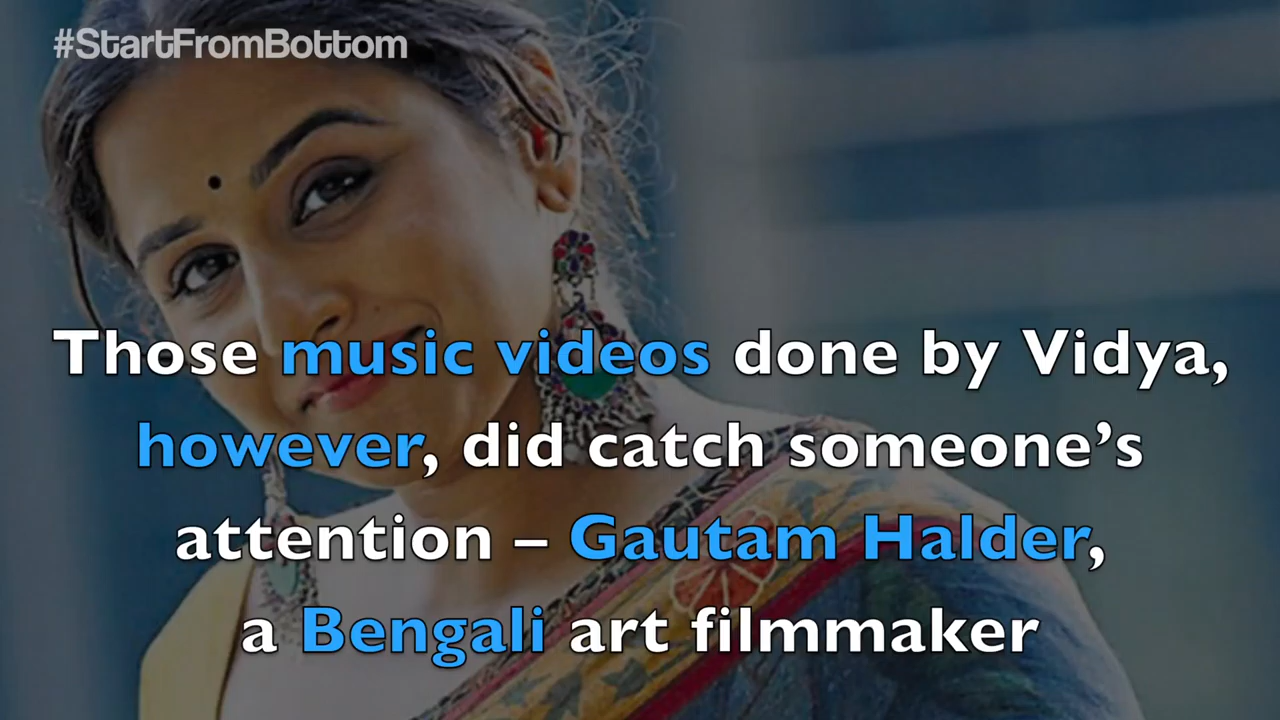 #StartFromBottom
Those music videos done by Vidya,
however, did catch someone’s
attention – Gautam Halder,
a Bengali art filmmaker